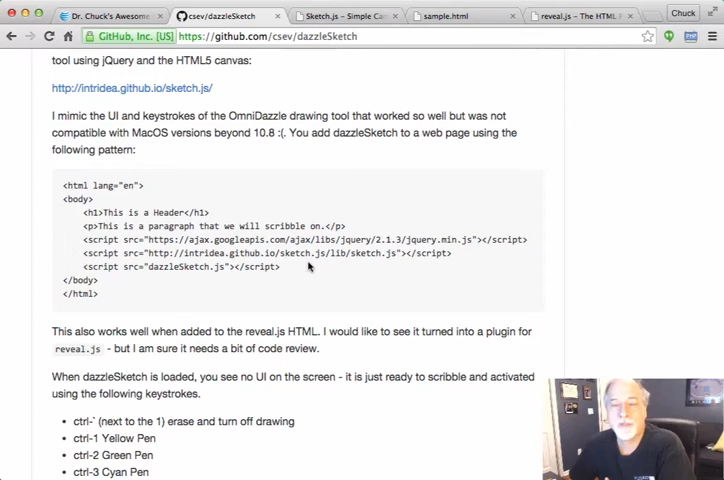 Dr. Chuck's Awesome
csev/dazzleSketch
Sketch.js – Simple Can
sample.html
reveal.js – The HTML P
Chuck
GitHub, Inc. [US]
https://github.com/csev/dazzleSketch
tool using jQuery and the HTML5 canvas:
http://intridea.github.io/sketch.js/
I mimic the UI and keystrokes of the OmniDazzle drawing tool that worked so well but was not
compatible with MacOS versions beyond 10.8 :(. You add dazzleSketch to a web page using the
following pattern:
<html lang="en">
<body>
<h1>This is a Header</h1>
<p>This is a paragraph that we will scribble on.</p>
<script src="https://ajax.googleapis.com/ajax/libs/jquery/2.1.3/jquery.min.js"></script>
<script src="http://intridea.github.io/sketch.js/lib/sketch.js"></script>
<script src="dazzleSketch.js"></script>
</body>
</html>
This also works well when added to the reveal.js HTML. I would like to see it turned into a plugin for
reveal.js - but I am sure it needs a bit of code review.
When dazzleSketch is loaded, you see no UI on the screen - it is just ready to scribble and activated
using the following keystrokes.
• ctrl-` (next to the 1) erase and turn off drawing
• ctrl-1 Yellow Pen
• ctrl-2 Green Pen
• ctrl-3 Cyan Pen